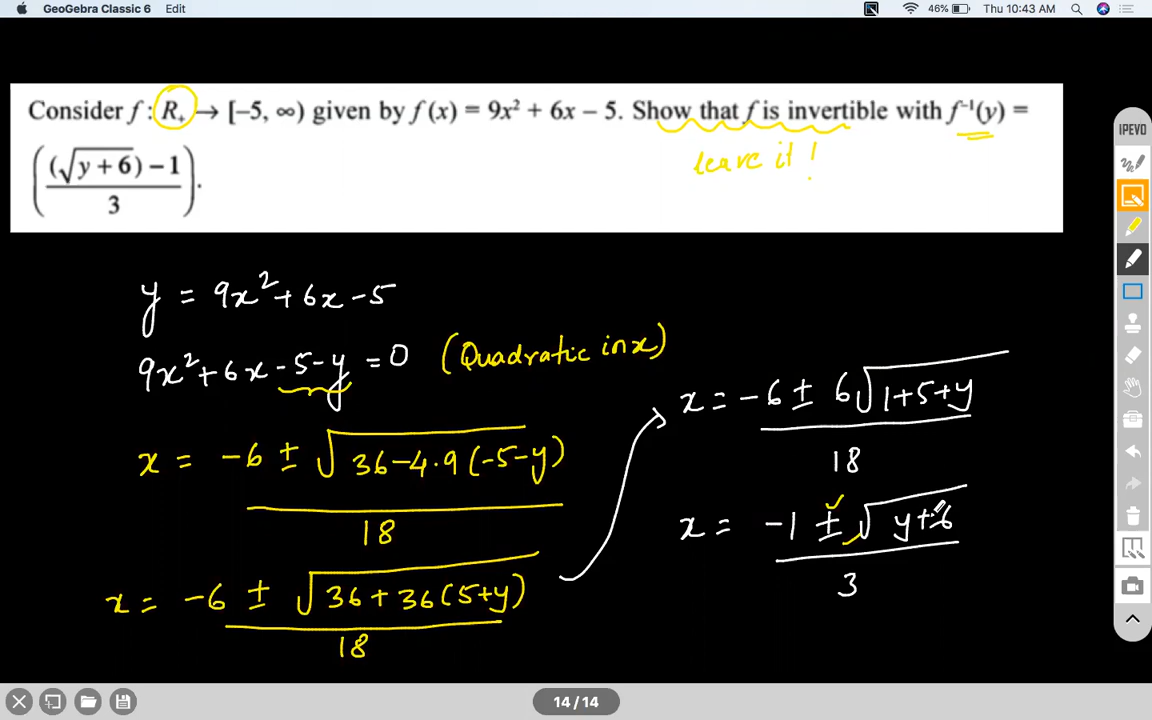 GeoGebra Classic 6 Edit 46% Thu 10:43 AM
Consider f : R₊ → [–5, ∞) given by f (x) = 9x² + 6x – 5. Show that f is invertible with f⁻¹(y) =
((√y + 6) – 1 / 3).
leave it !
y = 9x² + 6x - 5
9x² + 6x - 5 - y = 0 (Quadratic in x)
x = -6 ± √36 - 4·9 (-5-y) / 18
x = -6 ± √36 + 36 (5+y) / 18
x = -6 ± 6√1+5+y / 18
x = -1 ± √y+6 / 3
IPEVO
14 / 14